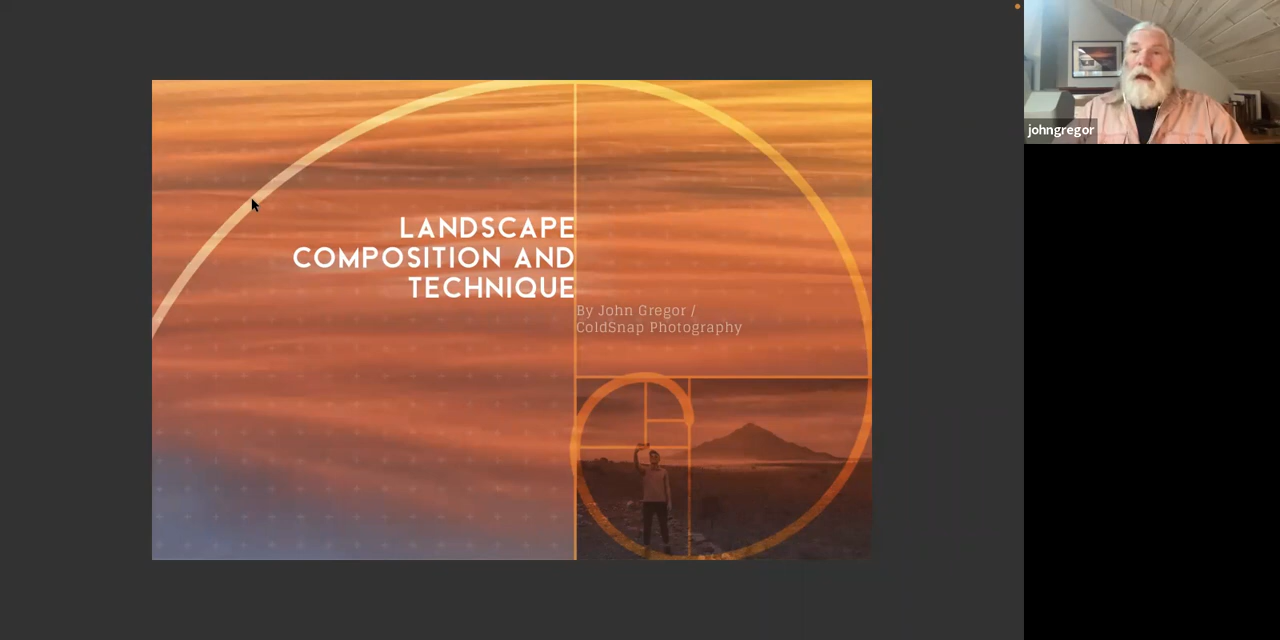 LANDSCAPE
COMPOSITION AND
TECHNIQUE
By John Gregor /
ColdSnap Photography
johngregor